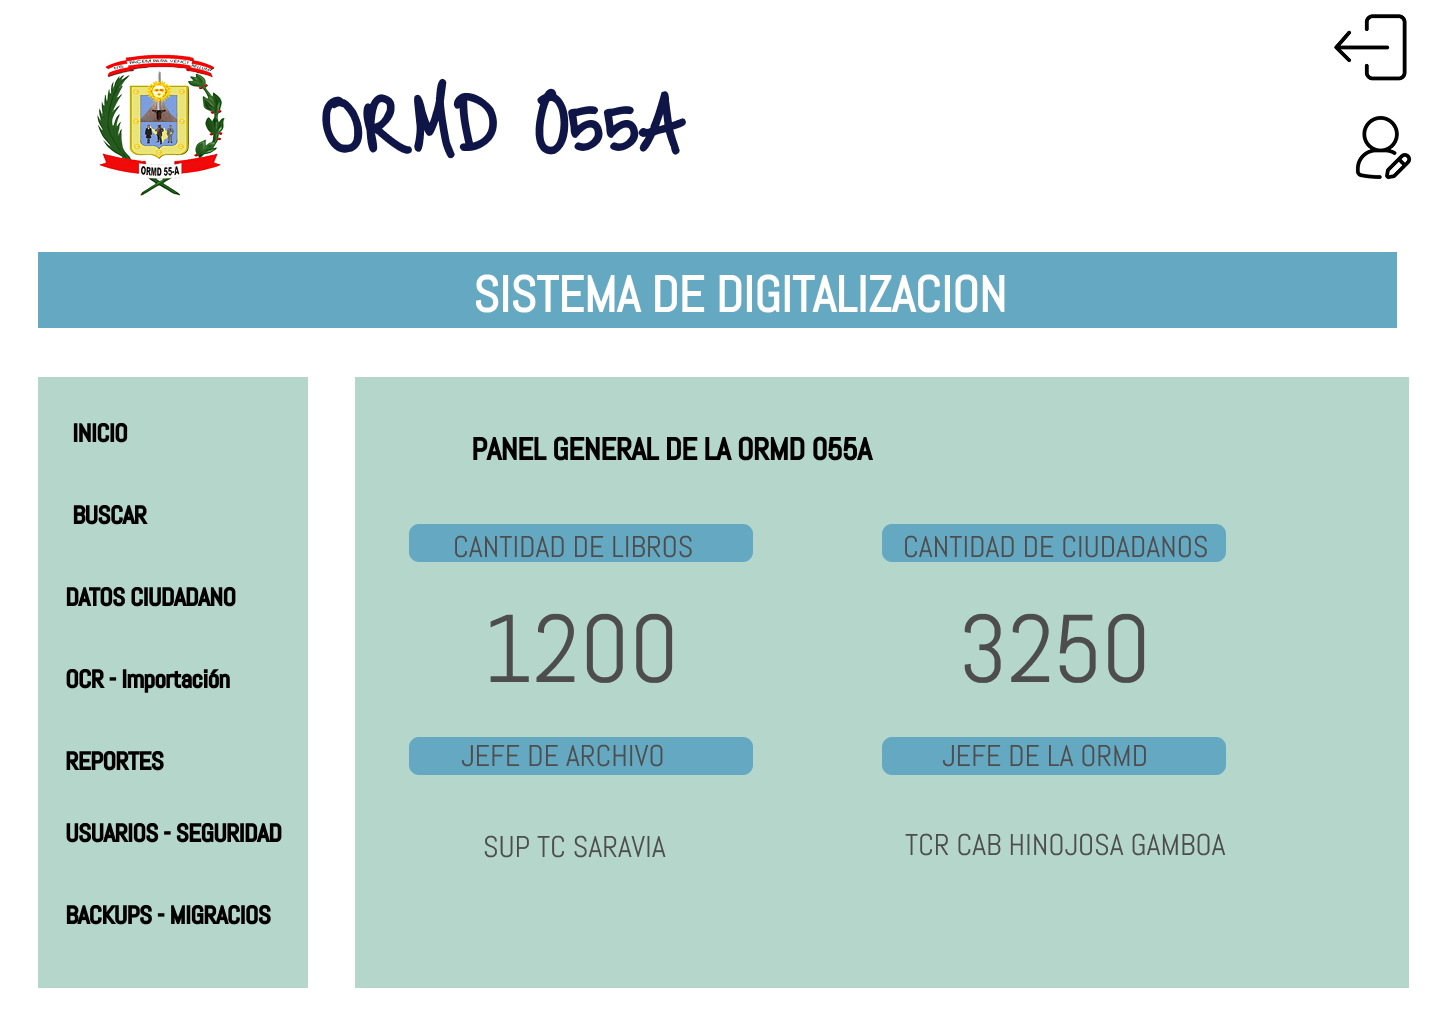 ORMD 55-A
ORMD 055A
SISTEMA DE DIGITALIZACION
INICIO
BUSCAR
DATOS CIUDADANO
OCR - Importación
REPORTES
USUARIOS - SEGURIDAD
BACKUPS - MIGRACIOS
PANEL GENERAL DE LA ORMD 055A
CANTIDAD DE LIBROS
CANTIDAD DE CIUDADANOS
1200
3250
JEFE DE ARCHIVO
JEFE DE LA ORMD
SUP TC SARAVIA
TCR CAB HINOJOSA GAMBOA